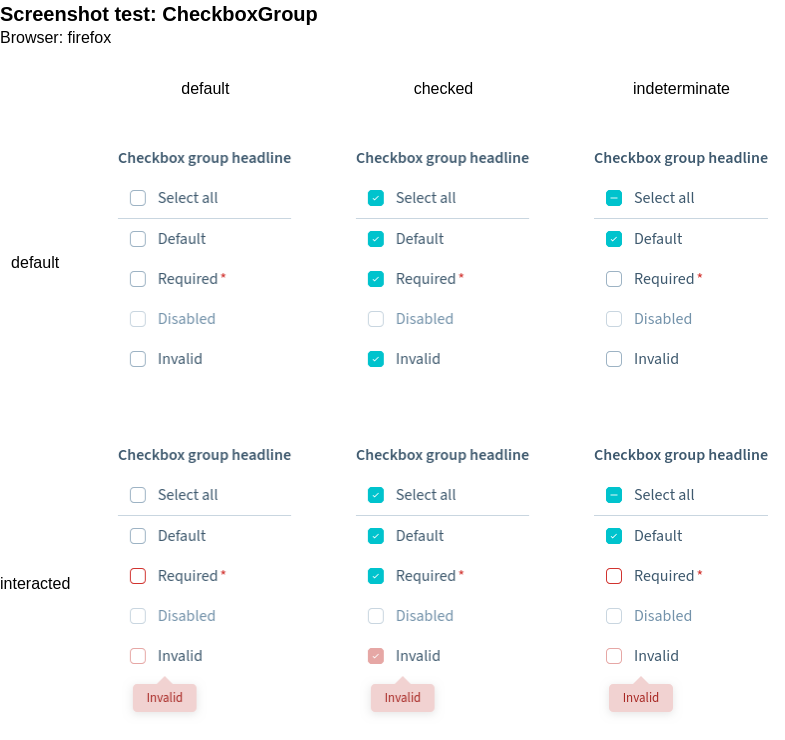 Screenshot test: CheckboxGroup
Browser: firefox
default checked indeterminate
default
Checkbox group headline
Select all
Default
Required *
Disabled
Invalid
Checkbox group headline
Select all
Default
Required *
Disabled
Invalid
Checkbox group headline
Select all
Default
Required *
Disabled
Invalid
interacted
Checkbox group headline
Select all
Default
Required *
Disabled
Invalid
Invalid
Checkbox group headline
Select all
Default
Required *
Disabled
Invalid
Invalid
Checkbox group headline
Select all
Default
Required *
Disabled
Invalid
Invalid